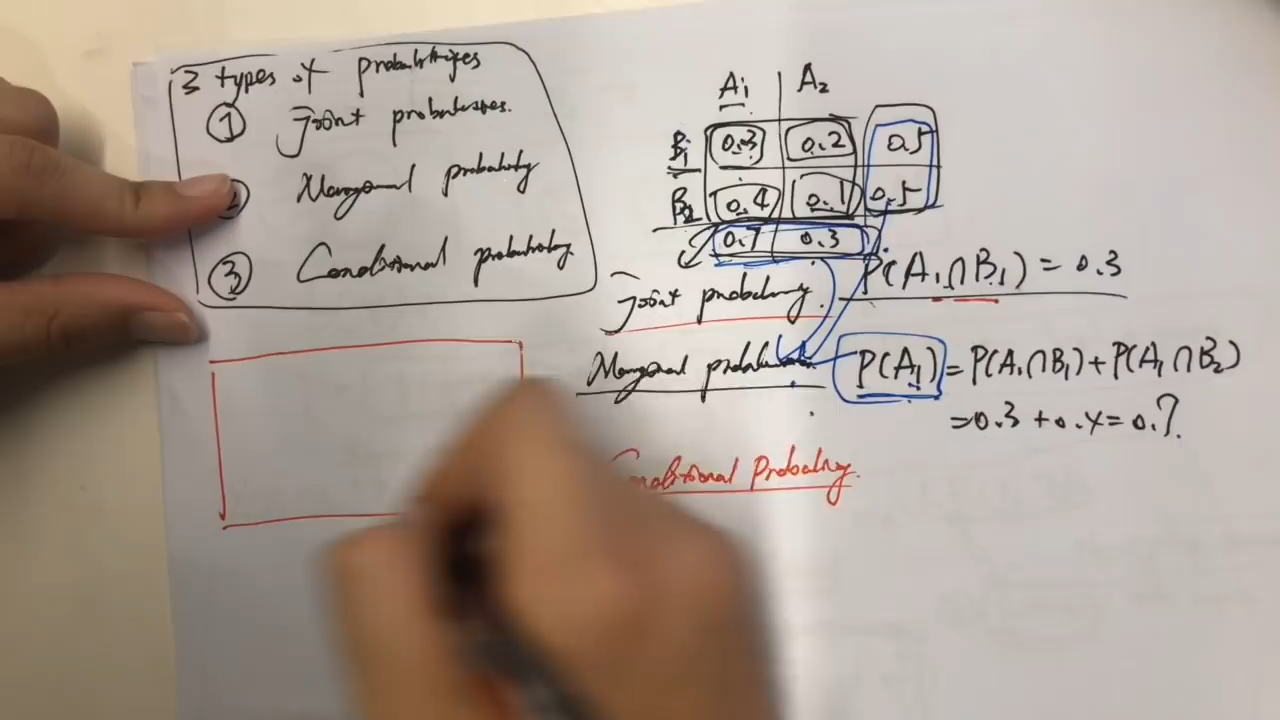 3 types of probabilities
① Joint probabilities.
② Marginal probability
③ Conditional probability
A₁ A₂
B₁ 0.3 0.2 0.5
B₂ 0.4 0.1 0.5
0.7 0.3
Joint probability. P(A₁∩B₁) = 0.3
Marginal probabilities P(A₁) = P(A₁∩B₁) + P(A₁∩B₂)
= 0.3 + 0.4 = 0.7.
Conditional Probability.